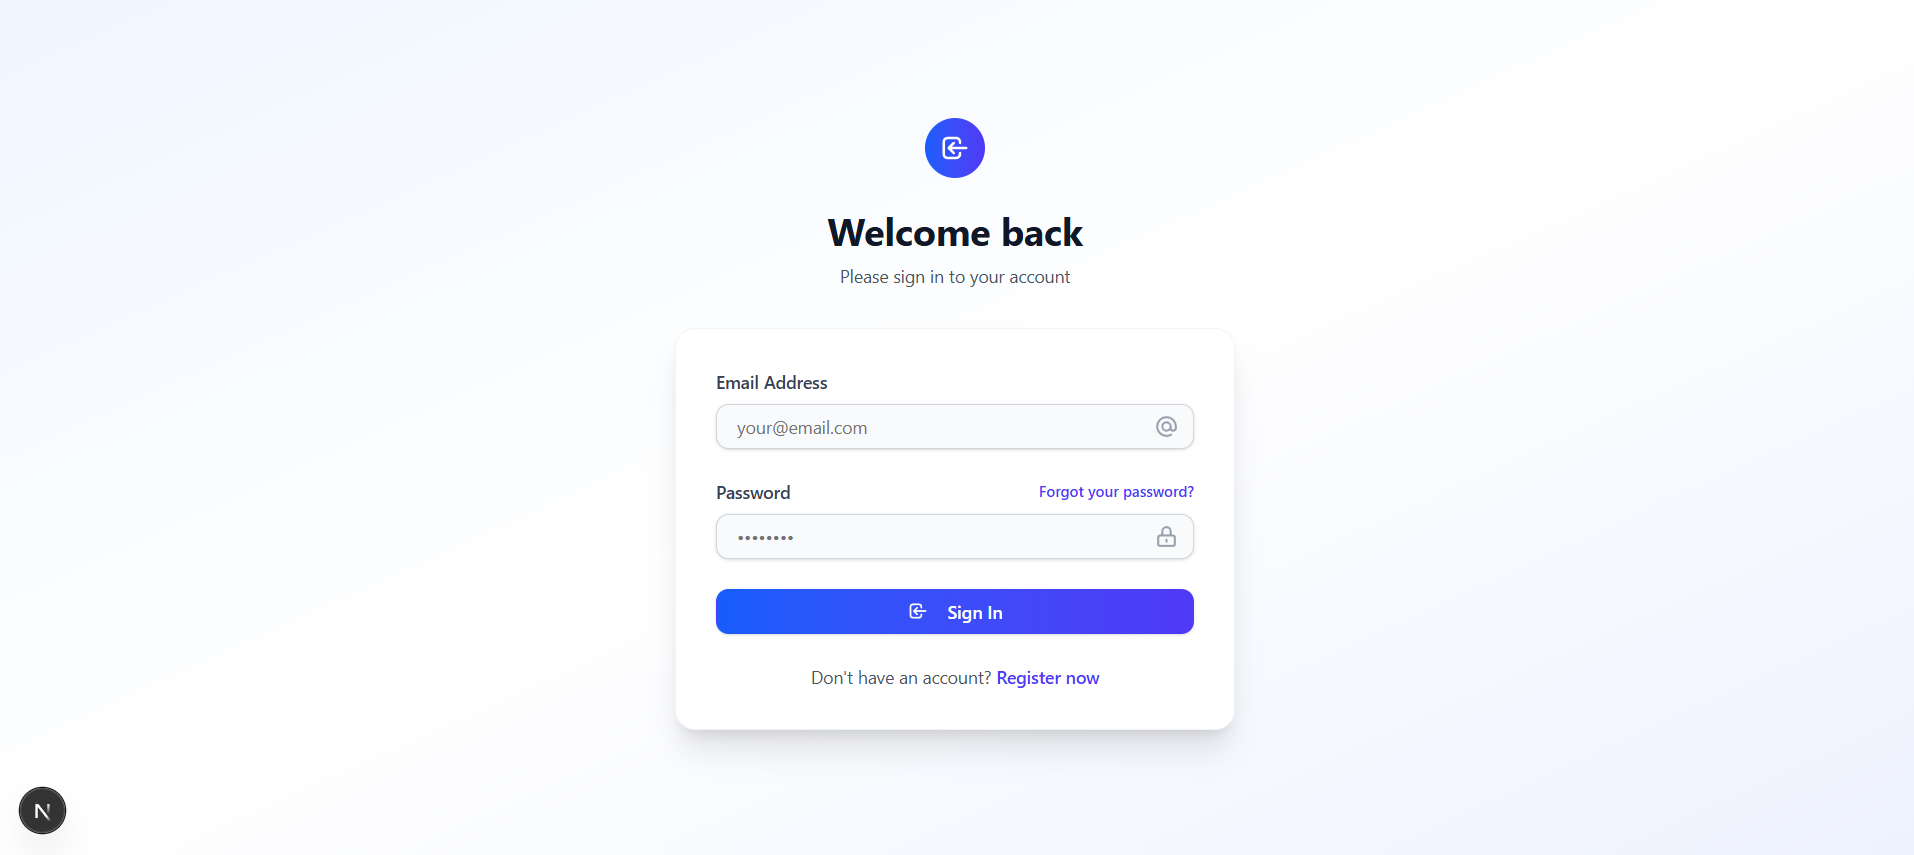 Welcome back
Please sign in to your account
Email Address
your@email.com
Password Forgot your password?
••••••••
Sign In
Don't have an account? Register now
N